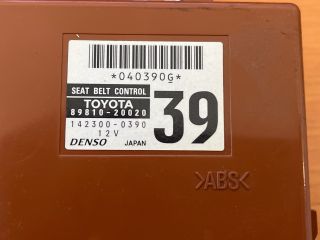 *040390G*
SEAT BELT CONTROL
TOYOTA
89810-20020
39
142300-0390
12V
DENSO JAPAN
>ABS<